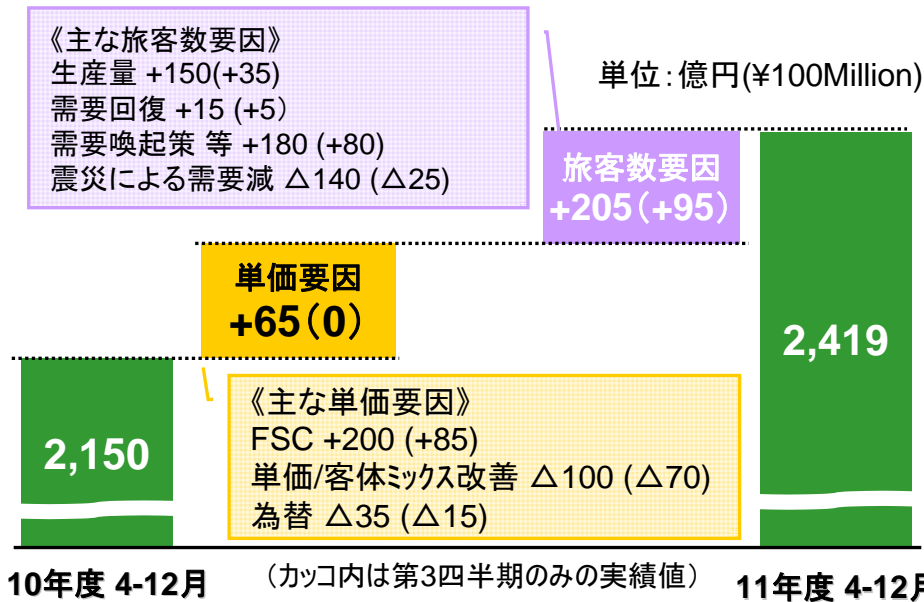 《主な旅客数要因》
生産量 +150(+35)
需要回復 +15 (+5)
需要喚起策 等 +180 (+80)
震災による需要減 △140 (△25)
単位:億円(¥100Million)
旅客数要因
+205(+95)
単価要因
+65(0)
2,419
2,150
《主な単価要因》
FSC +200 (+85)
単価/客体ミックス改善 △100 (△70)
為替 △35 (△15)
10年度 4-12月
(カッコ内は第3四半期のみの実績値)
11年度 4-12月